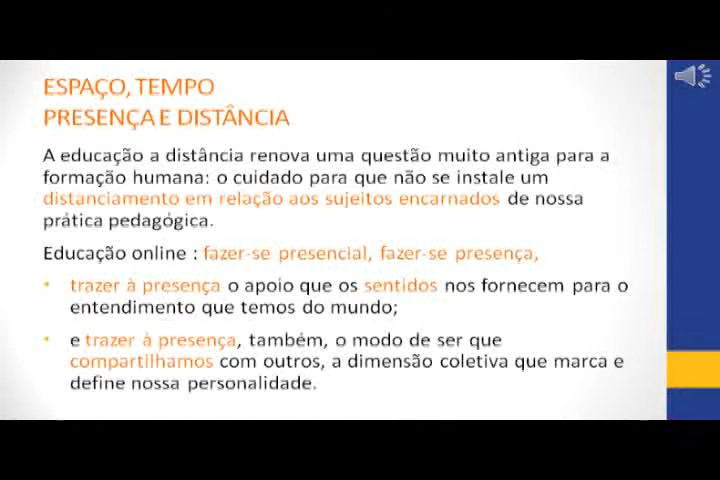 ESPAÇO, TEMPO
PRESENÇA E DISTÂNCIA
A educação a distância renova uma questão muito antiga para a
formação humana: o cuidado para que não se instale um
distanciamento em relação aos sujeitos encarnados de nossa
prática pedagógica.
Educação online : fazer-se presencial, fazer-se presença,
• trazer à presença o apoio que os sentidos nos fornecem para o
entendimento que temos do mundo;
• e trazer à presença, também, o modo de ser que
compartilhamos com outros, a dimensão coletiva que marca e
define nossa personalidade.